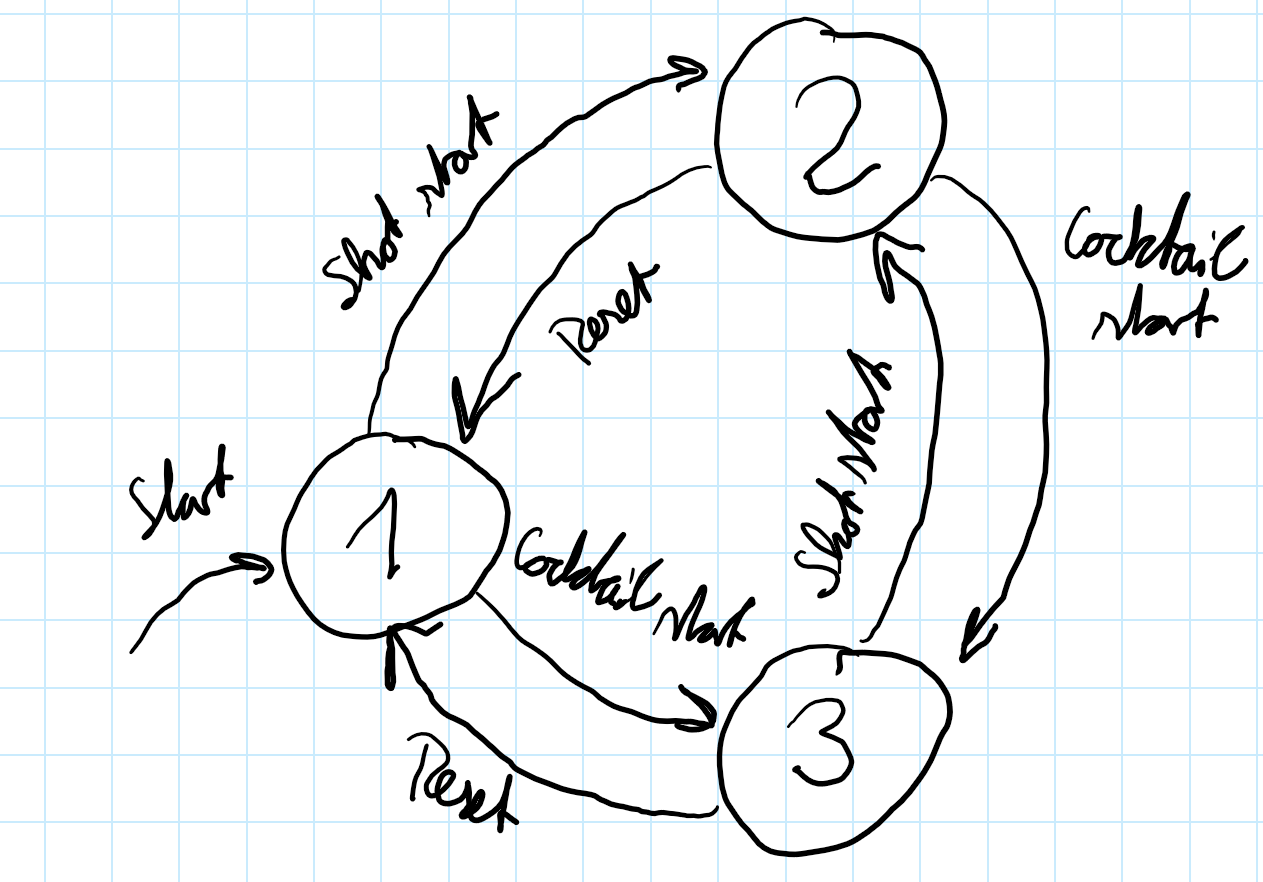 2
Shot start
Cocktail
start
Reset
Start
1
Shot start
Cocktail start
3
Reset